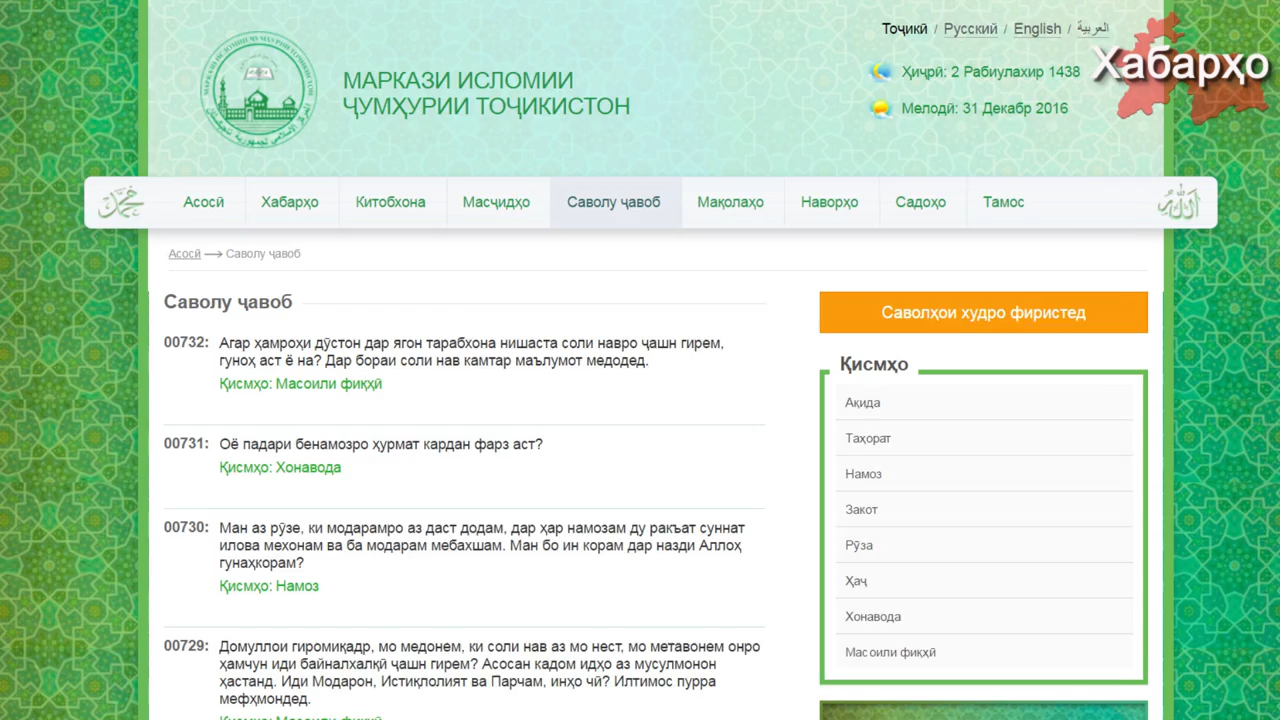 Тоҷикӣ / Русский / English / العربية
Хабарҳо
Ҳиҷрӣ: 2 Рабиулахир 1438
МАРКАЗИ ИСЛОМИИ
ҶУМҲУРИИ ТОҶИКИСТОН
Мелодӣ: 31 Декабр 2016
محمد
Асосӣ Хабарҳо Китобхона Масҷидҳо Саволу ҷавоб Мақолаҳо Наворҳо Садоҳо Тамос
الله
Асосӣ Саволу ҷавоб
Саволу ҷавоб
00732: Агар ҳамроҳи дӯстон дар ягон тарабхона нишаста соли навро ҷашн гирем,
гуноҳ аст ё на? Дар бораи соли нав камтар маълумот медодед.
Қисмҳо: Масоили фиқҳӣ
00731: Оё падари бенамозро ҳурмат кардан фарз аст?
Қисмҳо: Хонавода
00730: Ман аз рӯзе, ки модарамро аз даст додам, дар ҳар намозам ду ракъат суннат
илова мехонам ва ба модарам мебахшам. Ман бо ин корам дар назди Аллоҳ
гунаҳкорам?
Қисмҳо: Намоз
00729: Домуллои гиромиқадр, мо медонем, ки соли нав аз мо нест, мо метавонем онро
ҳамчун иди байналхалқӣ ҷашн гирем? Асосан кадом идҳо аз мусулмонон
ҳастанд. Иди Модарон, Истиқлолият ва Парчам, инҳо чӣ? Илтимос пурра
мефҳмондед.
Қисмҳо: Масоили фиқҳӣ
Саволҳои худро фиристед
Қисмҳо
Ақида
Таҳорат
Намоз
Закот
Рӯза
Ҳаҷ
Хонавода
Масоили фиқҳӣ